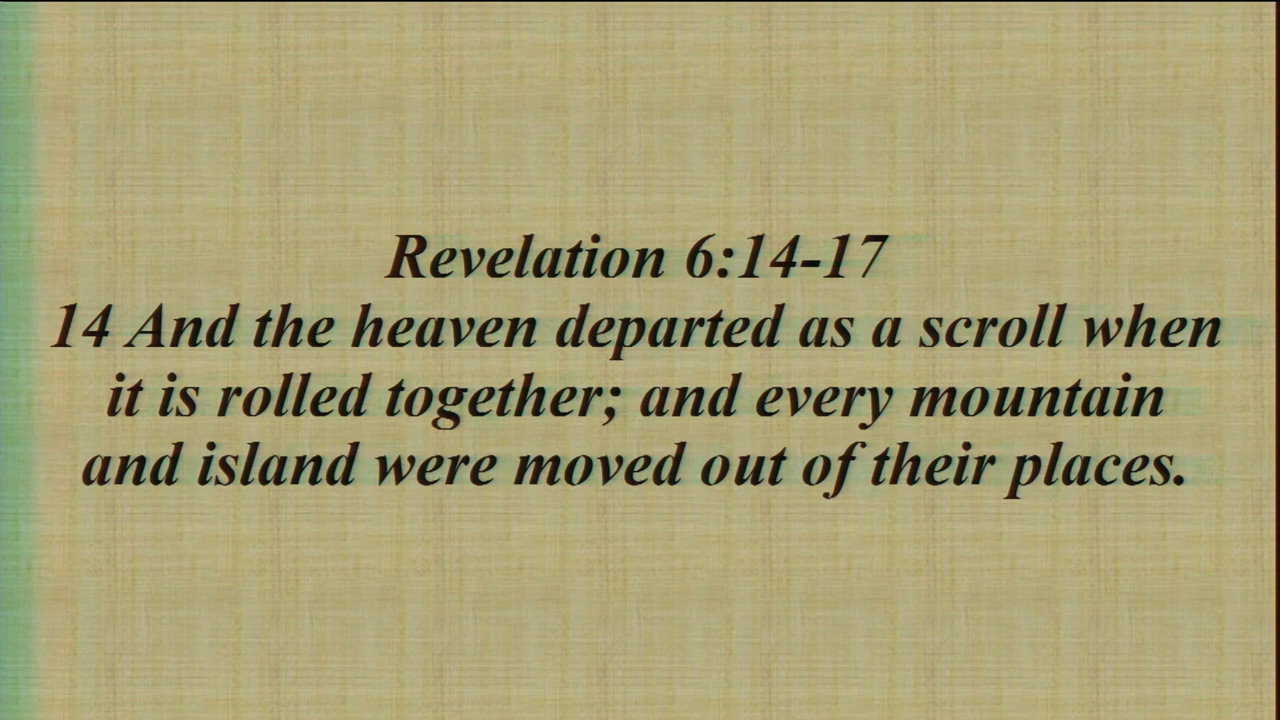 Revelation 6:14-17
14 And the heaven departed as a scroll when
it is rolled together; and every mountain
and island were moved out of their places.